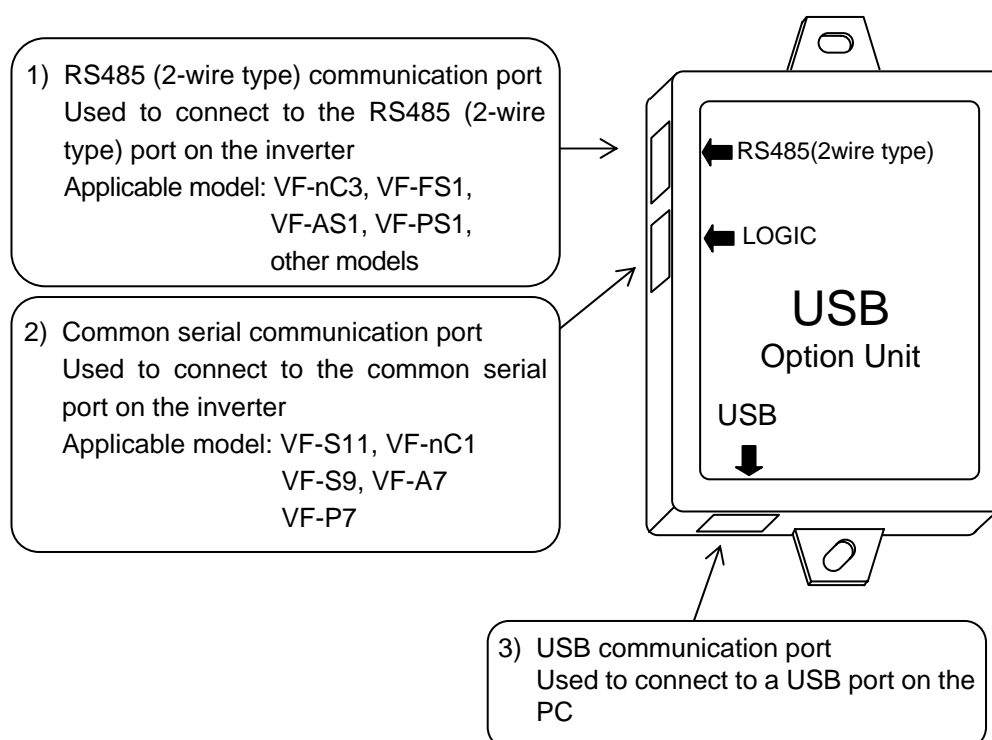 1) RS485 (2-wire type) communication port
Used to connect to the RS485 (2-wire
type) port on the inverter
Applicable model: VF-nC3, VF-FS1,
VF-AS1, VF-PS1,
other models
2) Common serial communication port
Used to connect to the common serial
port on the inverter
Applicable model: VF-S11, VF-nC1
VF-S9, VF-A7
VF-P7
RS485(2wire type)
LOGIC
USB
Option Unit
USB
3) USB communication port
Used to connect to a USB port on the
PC